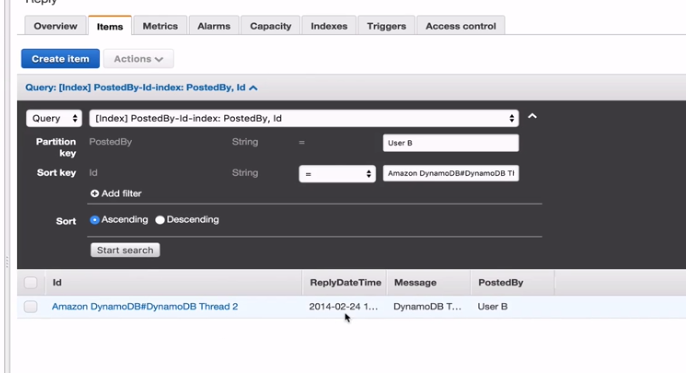 Reply
Overview Items Metrics Alarms Capacity Indexes Triggers Access control
Create item Actions
Query: [Index] PostedBy-Id-index: PostedBy, Id
Query [Index] PostedBy-Id-index: PostedBy, Id
Partition key PostedBy String = User B
Sort key Id String = Amazon DynamoDB#DynamoDB Tl
Add filter
Sort Ascending Descending
Start search
Id ReplyDateTime Message PostedBy
Amazon DynamoDB#DynamoDB Thread 2 2014-02-24 1... DynamoDB T... User B